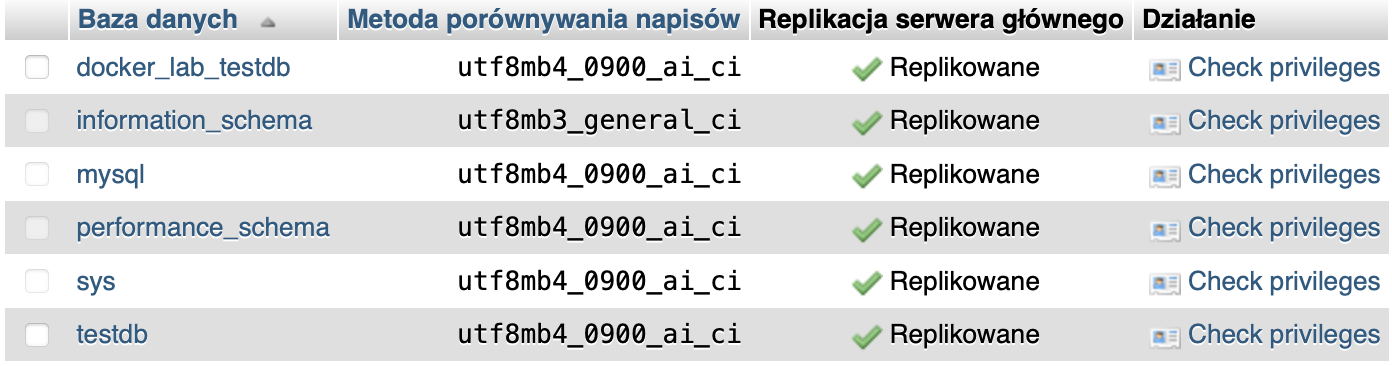 Baza danych Metoda porównywania napisów Replikacja serwera głównego Działanie
docker_lab_testdb utf8mb4_0900_ai_ci Replikowane Check privileges
information_schema utf8mb3_general_ci Replikowane Check privileges
mysql utf8mb4_0900_ai_ci Replikowane Check privileges
performance_schema utf8mb4_0900_ai_ci Replikowane Check privileges
sys utf8mb4_0900_ai_ci Replikowane Check privileges
testdb utf8mb4_0900_ai_ci Replikowane Check privileges